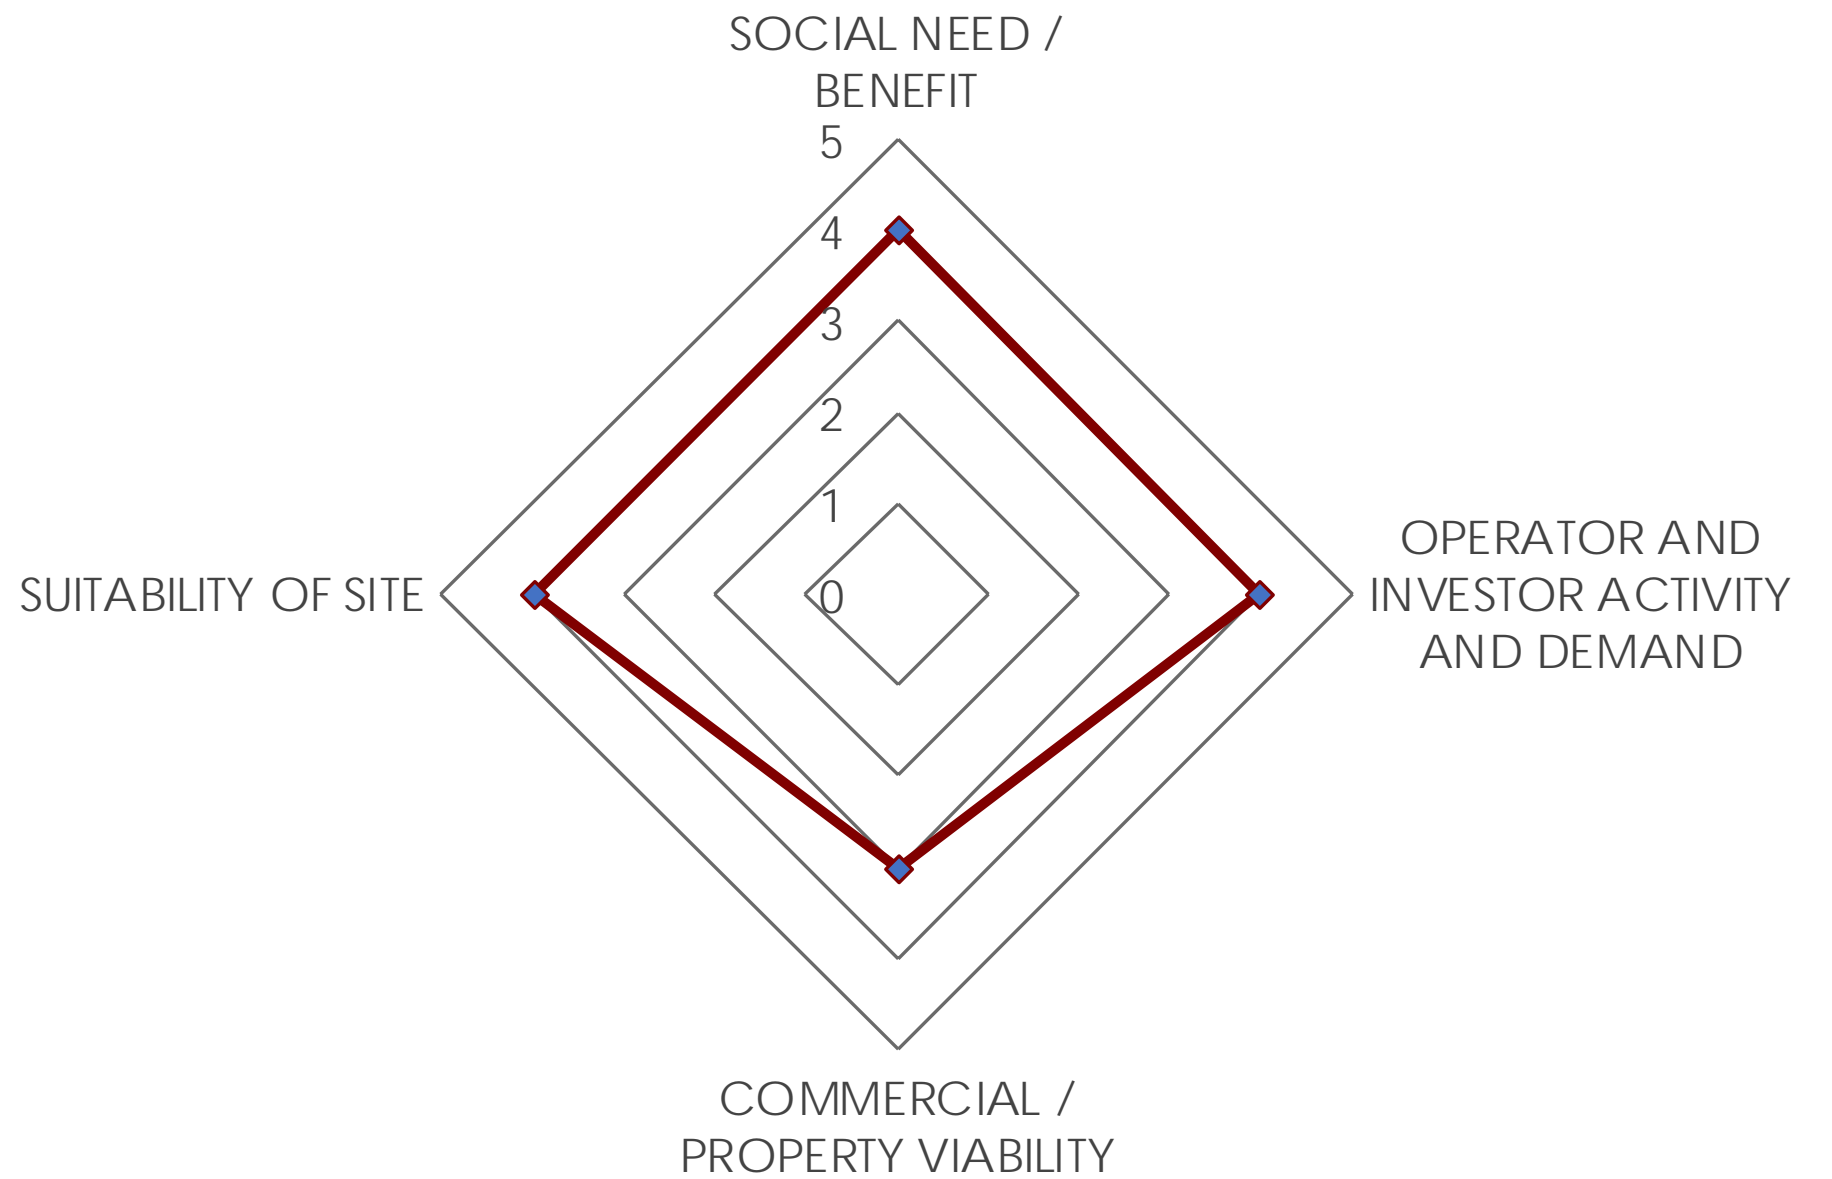 SOCIAL NEED /
BENEFIT
5
4
3
2
1
0
OPERATOR AND
INVESTOR ACTIVITY
AND DEMAND
SUITABILITY OF SITE
COMMERCIAL /
PROPERTY VIABILITY